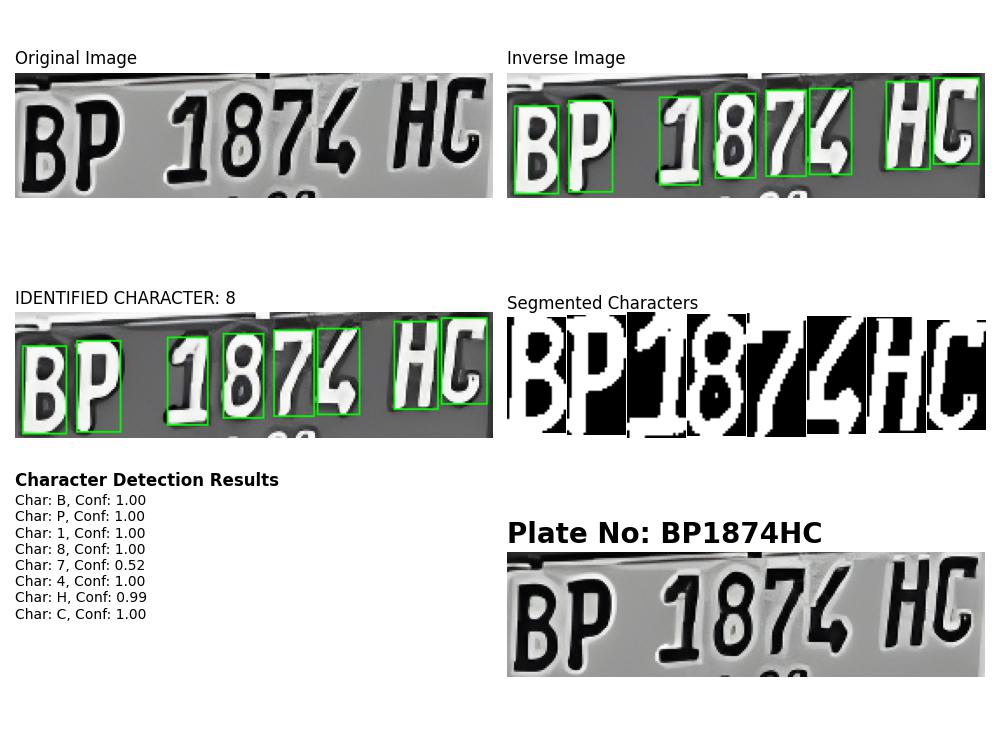 Original Image
BP 1874 HC
Inverse Image
BP 1874 HC
IDENTIFIED CHARACTER: 8
BP 1874 HC
Segmented Characters
BP1874HC
Character Detection Results
Char: B, Conf: 1.00
Char: P, Conf: 1.00
Char: 1, Conf: 1.00
Char: 8, Conf: 1.00
Char: 7, Conf: 0.52
Char: 4, Conf: 1.00
Char: H, Conf: 0.99
Char: C, Conf: 1.00
Plate No: BP1874HC
BP 1874 HC